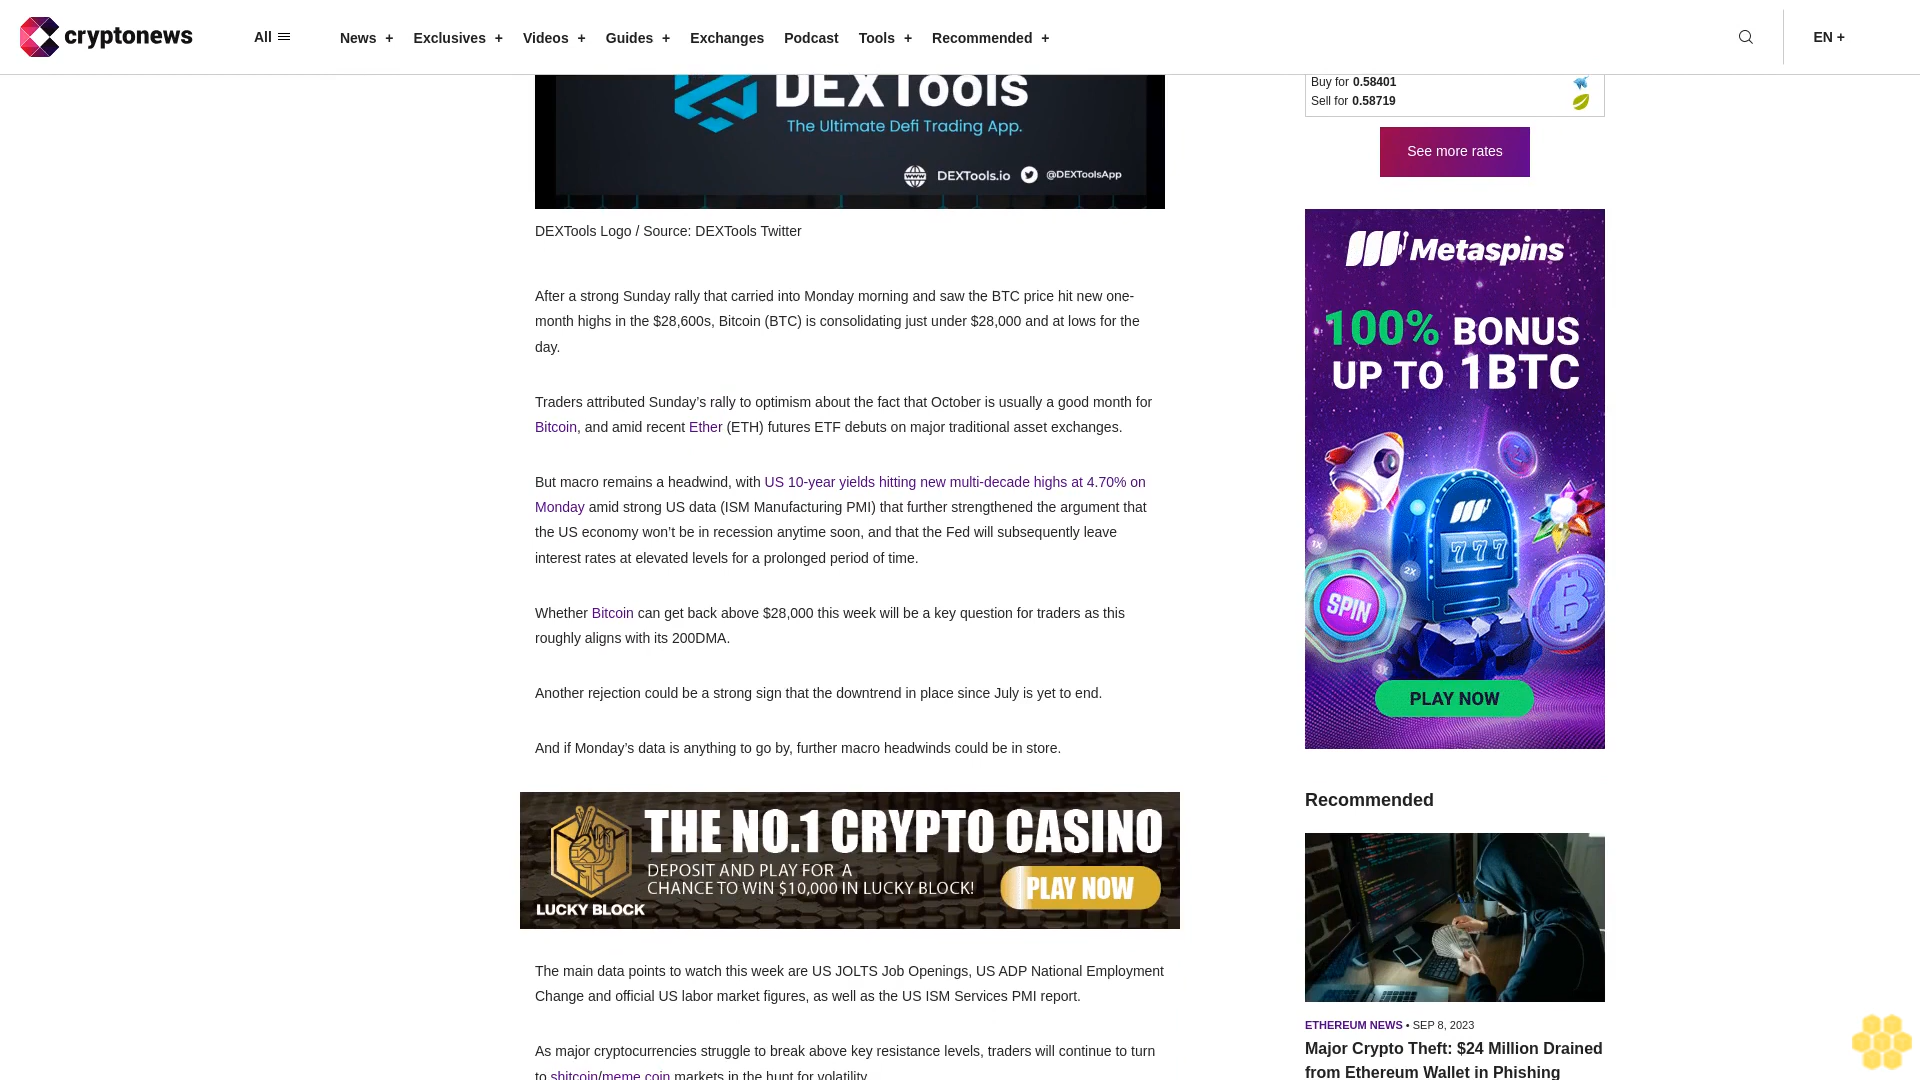 cryptonews
All
News +
Exclusives +
Videos +
Guides +
Exchanges
Podcast
Tools +
Recommended +
EN +
DEXTools
The Ultimate Defi Trading App.
DEXTools.io
@DEXToolsApp
DEXTools Logo / Source: DEXTools Twitter
After a strong Sunday rally that carried into Monday morning and saw the BTC price hit new one-
month highs in the $28,600s, Bitcoin (BTC) is consolidating just under $28,000 and at lows for the
day.
Traders attributed Sunday’s rally to optimism about the fact that October is usually a good month for
Bitcoin, and amid recent Ether (ETH) futures ETF debuts on major traditional asset exchanges.
But macro remains a headwind, with US 10-year yields hitting new multi-decade highs at 4.70% on
Monday amid strong US data (ISM Manufacturing PMI) that further strengthened the argument that
the US economy won’t be in recession anytime soon, and that the Fed will subsequently leave
interest rates at elevated levels for a prolonged period of time.
Whether Bitcoin can get back above $28,000 this week will be a key question for traders as this
roughly aligns with its 200DMA.
Another rejection could be a strong sign that the downtrend in place since July is yet to end.
And if Monday’s data is anything to go by, further macro headwinds could be in store.
THE NO.1 CRYPTO CASINO
DEPOSIT AND PLAY FOR A
CHANCE TO WIN $10,000 IN LUCKY BLOCK!
PLAY NOW
LUCKY BLOCK
The main data points to watch this week are US JOLTS Job Openings, US ADP National Employment
Change and official US labor market figures, as well as the US ISM Services PMI report.
As major cryptocurrencies struggle to break above key resistance levels, traders will continue to turn
to shitcoin/meme coin markets in the hunt for volatility.
Buy for 0.58401
Sell for 0.58719
See more rates
Metaspins
100% BONUS
UP TO 1BTC
777
1X
2X
SPIN
3X
PLAY NOW
Recommended
ETHEREUM NEWS • SEP 8, 2023
Major Crypto Theft: $24 Million Drained
from Ethereum Wallet in Phishing